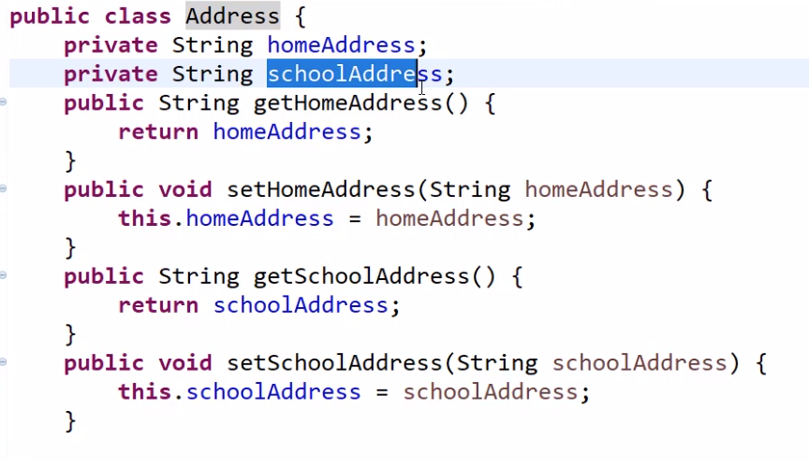 public class Address {
    private String homeAddress;
    private String schoolAddress;
    public String getHomeAddress() {
        return homeAddress;
    }
    public void setHomeAddress(String homeAddress) {
        this.homeAddress = homeAddress;
    }
    public String getSchoolAddress() {
        return schoolAddress;
    }
    public void setSchoolAddress(String schoolAddress) {
        this.schoolAddress = schoolAddress;
    }